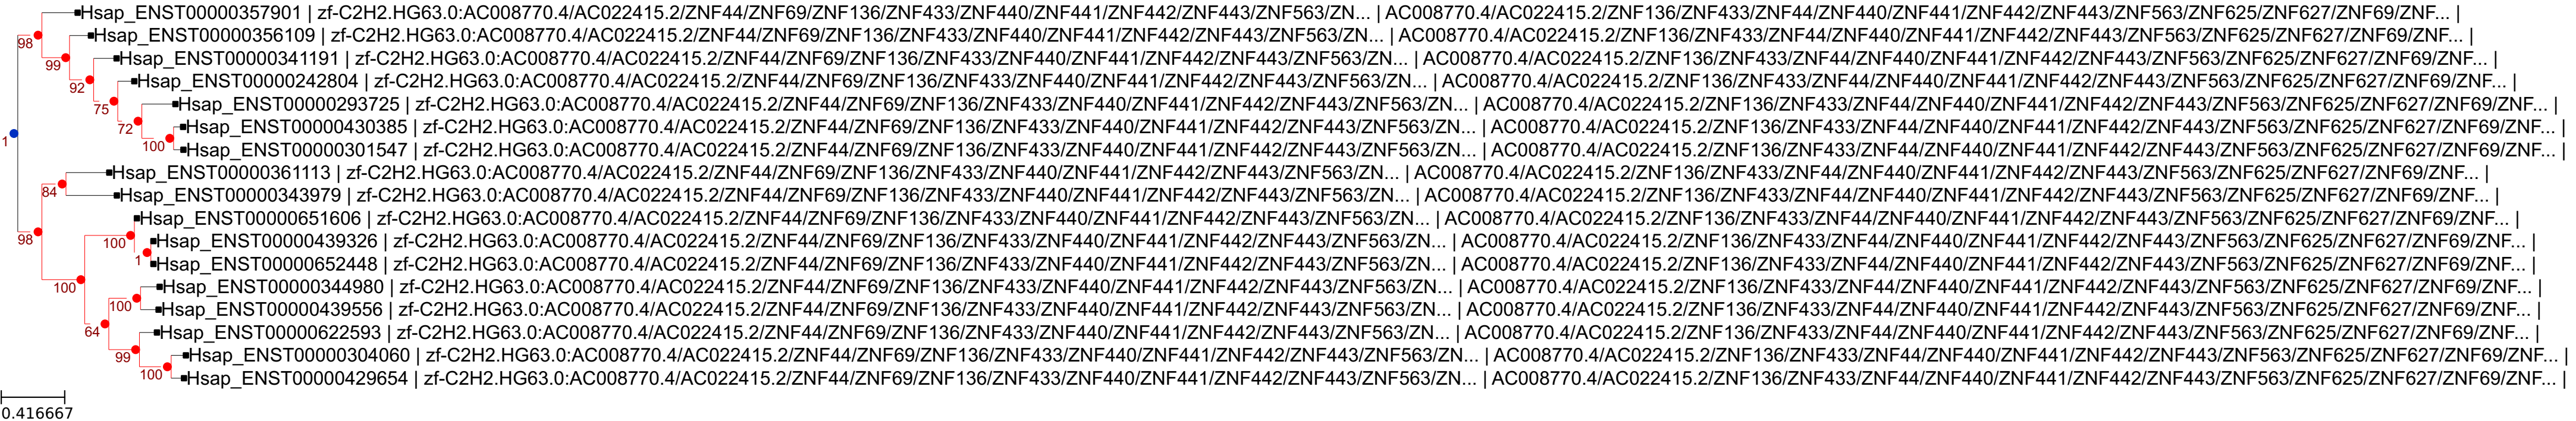 Hsap_ENST00000357901 | zf-C2H2.HG63.0:AC008770.4/AC022415.2/ZNF44/ZNF69/ZNF136/ZNF433/ZNF440/ZNF441/ZNF442/ZNF443/ZNF563/ZN... | AC008770.4/AC022415.2/ZNF136/ZNF433/ZNF44/ZNF440/ZNF441/ZNF442/ZNF443/ZNF563/ZNF625/ZNF627/ZNF69/ZNF... |
98
Hsap_ENST00000356109 | zf-C2H2.HG63.0:AC008770.4/AC022415.2/ZNF44/ZNF69/ZNF136/ZNF433/ZNF440/ZNF441/ZNF442/ZNF443/ZNF563/ZN... | AC008770.4/AC022415.2/ZNF136/ZNF433/ZNF44/ZNF440/ZNF441/ZNF442/ZNF443/ZNF563/ZNF625/ZNF627/ZNF69/ZNF... |
99
Hsap_ENST00000341191 | zf-C2H2.HG63.0:AC008770.4/AC022415.2/ZNF44/ZNF69/ZNF136/ZNF433/ZNF440/ZNF441/ZNF442/ZNF443/ZNF563/ZN... | AC008770.4/AC022415.2/ZNF136/ZNF433/ZNF44/ZNF440/ZNF441/ZNF442/ZNF443/ZNF563/ZNF625/ZNF627/ZNF69/ZNF... |
92
Hsap_ENST00000242804 | zf-C2H2.HG63.0:AC008770.4/AC022415.2/ZNF44/ZNF69/ZNF136/ZNF433/ZNF440/ZNF441/ZNF442/ZNF443/ZNF563/ZN... | AC008770.4/AC022415.2/ZNF136/ZNF433/ZNF44/ZNF440/ZNF441/ZNF442/ZNF443/ZNF563/ZNF625/ZNF627/ZNF69/ZNF... |
75
Hsap_ENST00000293725 | zf-C2H2.HG63.0:AC008770.4/AC022415.2/ZNF44/ZNF69/ZNF136/ZNF433/ZNF440/ZNF441/ZNF442/ZNF443/ZNF563/ZN... | AC008770.4/AC022415.2/ZNF136/ZNF433/ZNF44/ZNF440/ZNF441/ZNF442/ZNF443/ZNF563/ZNF625/ZNF627/ZNF69/ZNF... |
72
Hsap_ENST00000430385 | zf-C2H2.HG63.0:AC008770.4/AC022415.2/ZNF44/ZNF69/ZNF136/ZNF433/ZNF440/ZNF441/ZNF442/ZNF443/ZNF563/ZN... | AC008770.4/AC022415.2/ZNF136/ZNF433/ZNF44/ZNF440/ZNF441/ZNF442/ZNF443/ZNF563/ZNF625/ZNF627/ZNF69/ZNF... |
1
100
Hsap_ENST00000301547 | zf-C2H2.HG63.0:AC008770.4/AC022415.2/ZNF44/ZNF69/ZNF136/ZNF433/ZNF440/ZNF441/ZNF442/ZNF443/ZNF563/ZN... | AC008770.4/AC022415.2/ZNF136/ZNF433/ZNF44/ZNF440/ZNF441/ZNF442/ZNF443/ZNF563/ZNF625/ZNF627/ZNF69/ZNF... |
Hsap_ENST00000361113 | zf-C2H2.HG63.0:AC008770.4/AC022415.2/ZNF44/ZNF69/ZNF136/ZNF433/ZNF440/ZNF441/ZNF442/ZNF443/ZNF563/ZN... | AC008770.4/AC022415.2/ZNF136/ZNF433/ZNF44/ZNF440/ZNF441/ZNF442/ZNF443/ZNF563/ZNF625/ZNF627/ZNF69/ZNF... |
84
Hsap_ENST00000343979 | zf-C2H2.HG63.0:AC008770.4/AC022415.2/ZNF44/ZNF69/ZNF136/ZNF433/ZNF440/ZNF441/ZNF442/ZNF443/ZNF563/ZN... | AC008770.4/AC022415.2/ZNF136/ZNF433/ZNF44/ZNF440/ZNF441/ZNF442/ZNF443/ZNF563/ZNF625/ZNF627/ZNF69/ZNF... |
Hsap_ENST00000651606 | zf-C2H2.HG63.0:AC008770.4/AC022415.2/ZNF44/ZNF69/ZNF136/ZNF433/ZNF440/ZNF441/ZNF442/ZNF443/ZNF563/ZN... | AC008770.4/AC022415.2/ZNF136/ZNF433/ZNF44/ZNF440/ZNF441/ZNF442/ZNF443/ZNF563/ZNF625/ZNF627/ZNF69/ZNF... |
98
100
Hsap_ENST00000439326 | zf-C2H2.HG63.0:AC008770.4/AC022415.2/ZNF44/ZNF69/ZNF136/ZNF433/ZNF440/ZNF441/ZNF442/ZNF443/ZNF563/ZN... | AC008770.4/AC022415.2/ZNF136/ZNF433/ZNF44/ZNF440/ZNF441/ZNF442/ZNF443/ZNF563/ZNF625/ZNF627/ZNF69/ZNF... |
1
Hsap_ENST00000652448 | zf-C2H2.HG63.0:AC008770.4/AC022415.2/ZNF44/ZNF69/ZNF136/ZNF433/ZNF440/ZNF441/ZNF442/ZNF443/ZNF563/ZN... | AC008770.4/AC022415.2/ZNF136/ZNF433/ZNF44/ZNF440/ZNF441/ZNF442/ZNF443/ZNF563/ZNF625/ZNF627/ZNF69/ZNF... |
100
Hsap_ENST00000344980 | zf-C2H2.HG63.0:AC008770.4/AC022415.2/ZNF44/ZNF69/ZNF136/ZNF433/ZNF440/ZNF441/ZNF442/ZNF443/ZNF563/ZN... | AC008770.4/AC022415.2/ZNF136/ZNF433/ZNF44/ZNF440/ZNF441/ZNF442/ZNF443/ZNF563/ZNF625/ZNF627/ZNF69/ZNF... |
100
Hsap_ENST00000439556 | zf-C2H2.HG63.0:AC008770.4/AC022415.2/ZNF44/ZNF69/ZNF136/ZNF433/ZNF440/ZNF441/ZNF442/ZNF443/ZNF563/ZN... | AC008770.4/AC022415.2/ZNF136/ZNF433/ZNF44/ZNF440/ZNF441/ZNF442/ZNF443/ZNF563/ZNF625/ZNF627/ZNF69/ZNF... |
64
Hsap_ENST00000622593 | zf-C2H2.HG63.0:AC008770.4/AC022415.2/ZNF44/ZNF69/ZNF136/ZNF433/ZNF440/ZNF441/ZNF442/ZNF443/ZNF563/ZN... | AC008770.4/AC022415.2/ZNF136/ZNF433/ZNF44/ZNF440/ZNF441/ZNF442/ZNF443/ZNF563/ZNF625/ZNF627/ZNF69/ZNF... |
99
Hsap_ENST00000304060 | zf-C2H2.HG63.0:AC008770.4/AC022415.2/ZNF44/ZNF69/ZNF136/ZNF433/ZNF440/ZNF441/ZNF442/ZNF443/ZNF563/ZN... | AC008770.4/AC022415.2/ZNF136/ZNF433/ZNF44/ZNF440/ZNF441/ZNF442/ZNF443/ZNF563/ZNF625/ZNF627/ZNF69/ZNF... |
100
Hsap_ENST00000429654 | zf-C2H2.HG63.0:AC008770.4/AC022415.2/ZNF44/ZNF69/ZNF136/ZNF433/ZNF440/ZNF441/ZNF442/ZNF443/ZNF563/ZN... | AC008770.4/AC022415.2/ZNF136/ZNF433/ZNF44/ZNF440/ZNF441/ZNF442/ZNF443/ZNF563/ZNF625/ZNF627/ZNF69/ZNF... |
0.416667